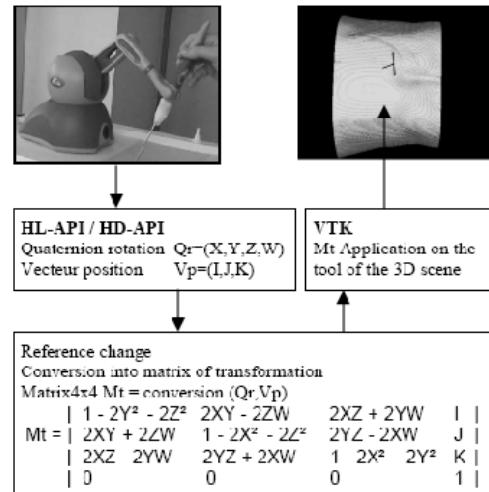 HL-API / HD-API
Quaternion rotation Qr=(X,Y,Z,W)
Vecteur position Vp=(I,J,K)
VTK
Mt Application on the
tool of the 3D scene
Reference change
Conversion into matrix of transformation
Matrix4x4 Mt = conversion (Qr,Vp)
| 1 - 2Y² - 2Z² 2XY - 2ZW 2XZ + 2YW I |
Mt = | 2XY + 2ZW 1 - 2X² - 2Z² 2YZ - 2XW J |
| 2XZ 2YW 2YZ + 2XW 1 2X² 2Y² K |
| 0 0 0 1 |